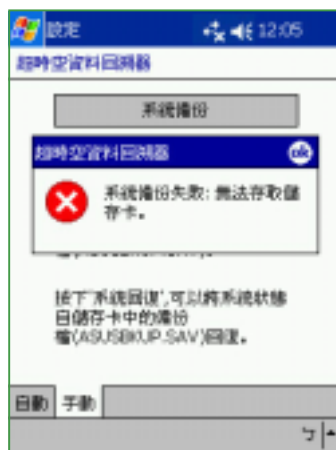 設定 12:05
超時空資料回溯器
系統備份
超時空資料回溯器 ok
系統備份失敗: 無法存取儲
存卡。
按下'系統回復',可以將系統狀態
自儲存卡中的備份
檔(ASUSBKUP.SAV)回復。
自動 手動
ㄅ